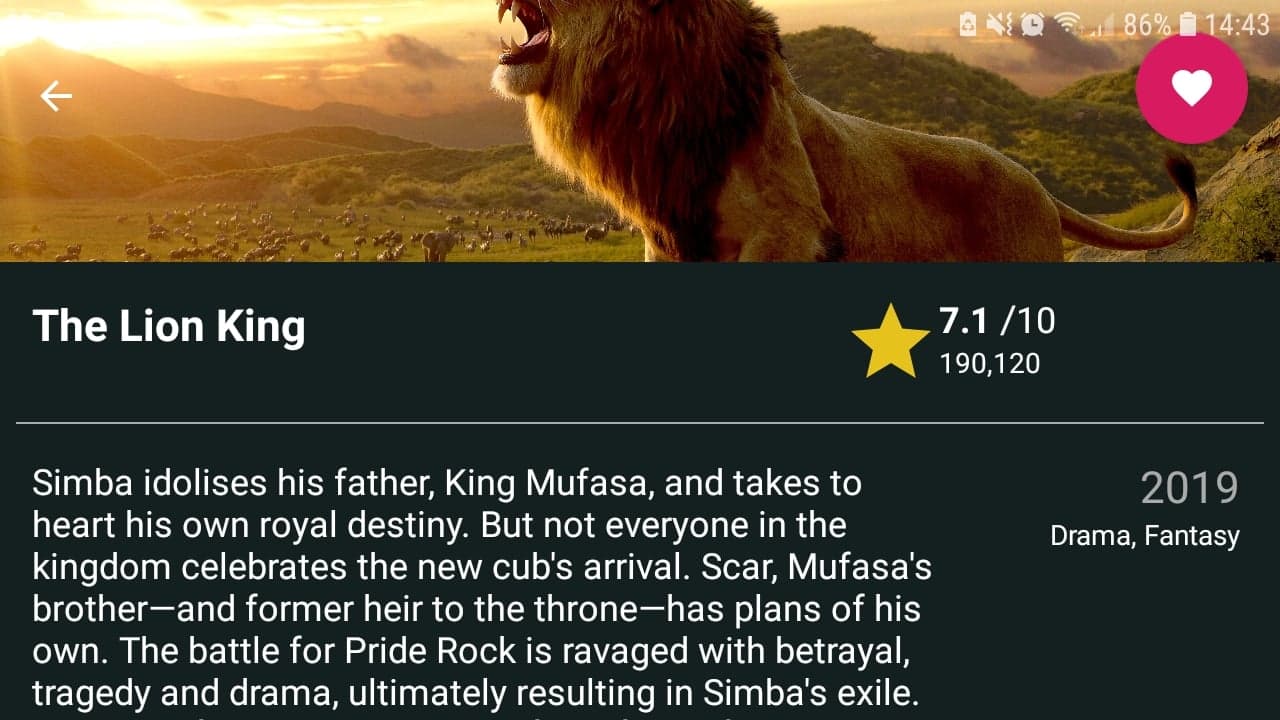 86% 14:43
The Lion King
7.1 /10
190,120
Simba idolises his father, King Mufasa, and takes to
heart his own royal destiny. But not everyone in the
kingdom celebrates the new cub's arrival. Scar, Mufasa's
brother—and former heir to the throne—has plans of his
own. The battle for Pride Rock is ravaged with betrayal,
tragedy and drama, ultimately resulting in Simba's exile.
2019
Drama, Fantasy